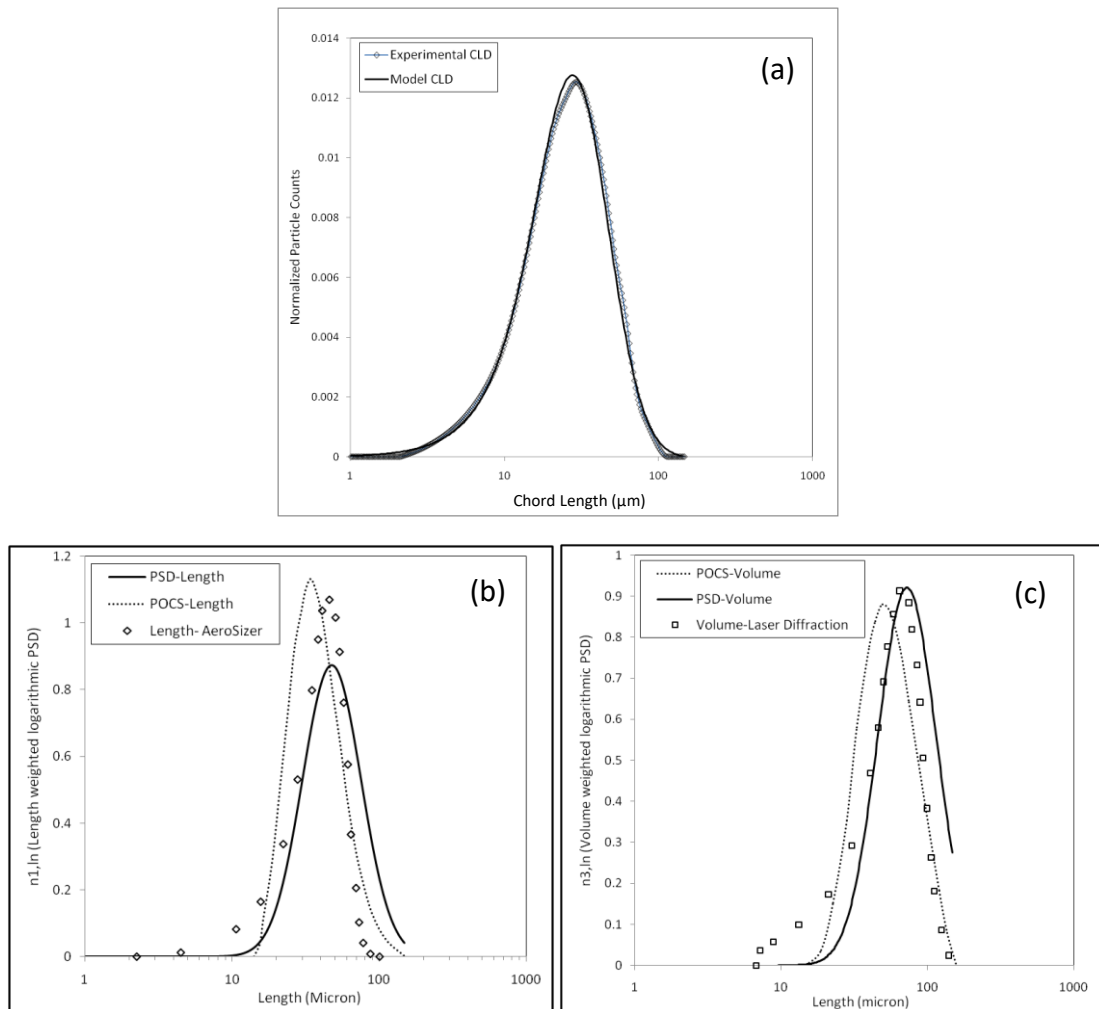 (a)
Experimental CLD
Model CLD
Normalized Particle Counts
0.014
0.012
0.01
0.008
0.006
0.004
0.002
0
1
10
100
1000
Chord Length (μm)
(b)
PSD-Length
POCS-Length
Length- AeroSizer
n1,ln (Length weighted logarithmic PSD)
1.2
1
0.8
0.6
0.4
0.2
0
1
10
100
1000
Length (Micron)
(c)
POCS-Volume
PSD-Volume
Volume-Laser Diffraction
n3,ln (Volume weighted logarithmic PSD)
1
0.9
0.8
0.7
0.6
0.5
0.4
0.3
0.2
0.1
0
1
10
100
1000
Length (micron)